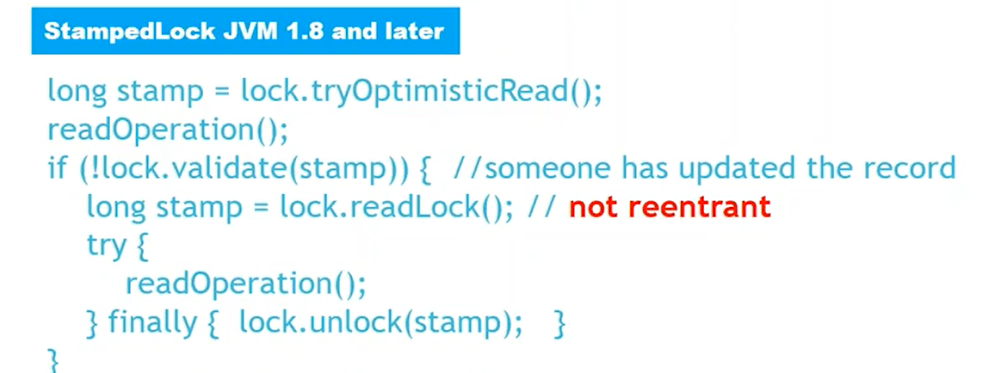 StampedLock JVM 1.8 and later
long stamp = lock.tryOptimisticRead();
readOperation();
if (!lock.validate(stamp)) { //someone has updated the record
long stamp = lock.readLock(); // not reentrant
try {
readOperation();
} finally { lock.unlock(stamp); }
}